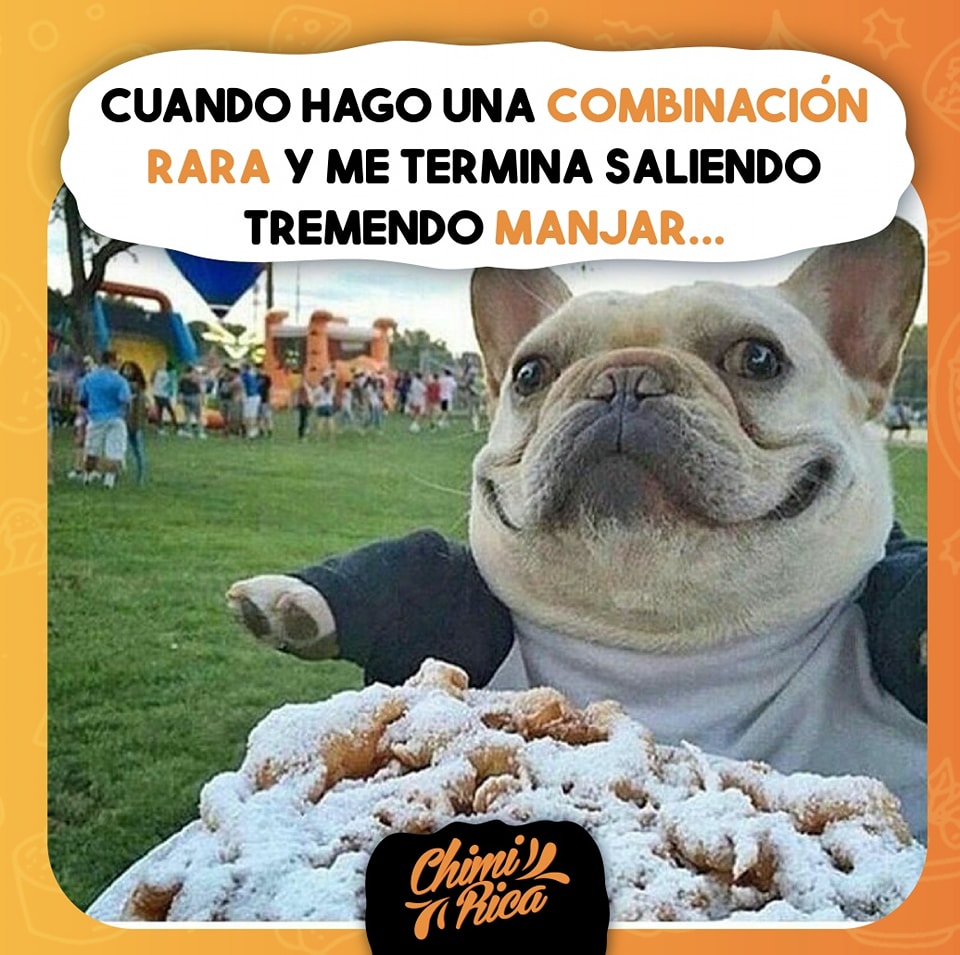 CUANDO HAGO UNA COMBINACIÓN
RARA Y ME TERMINA SALIENDO
TREMENDO MANJAR...
Chimi
Rica